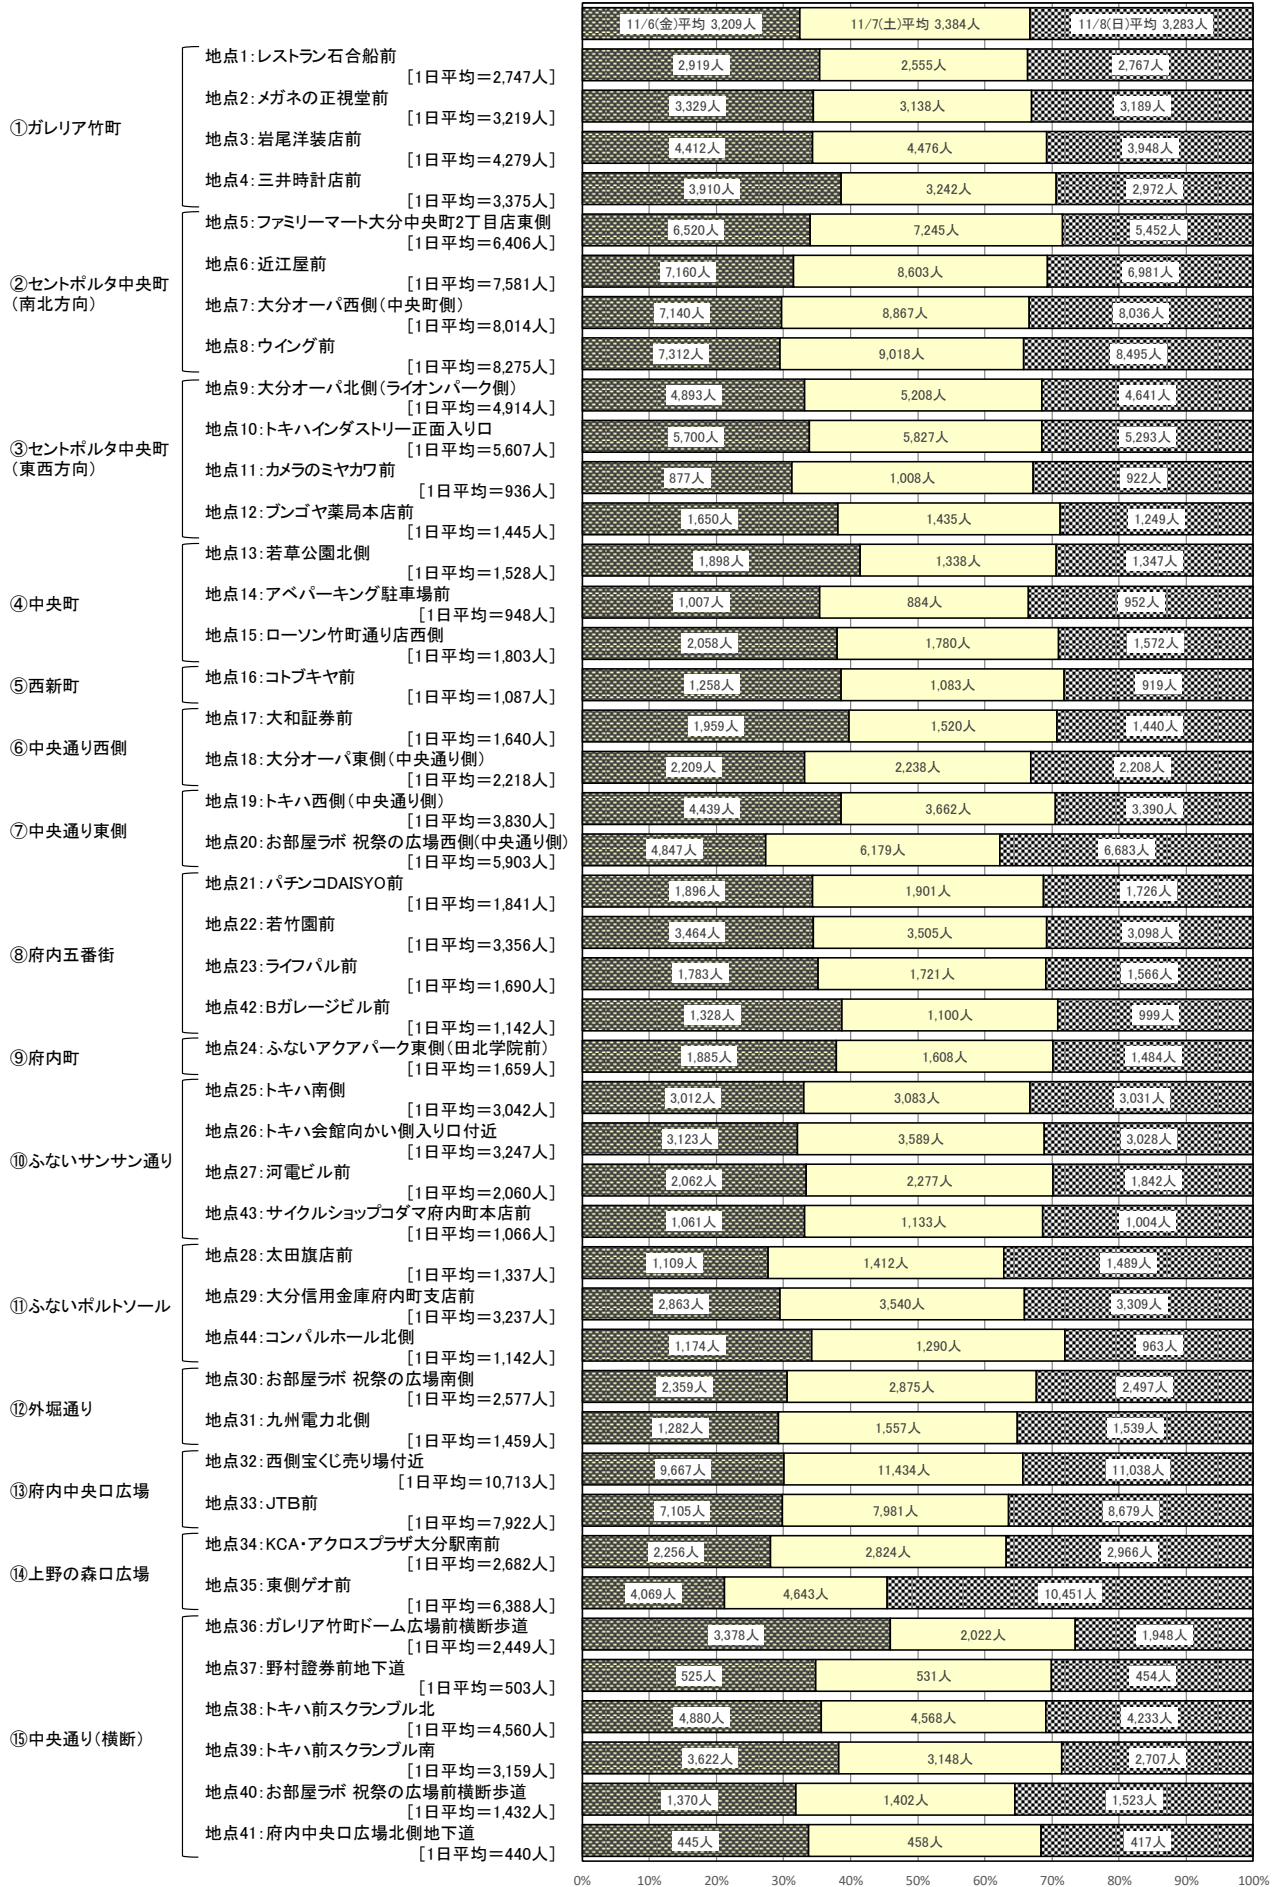 11/6(金)平均 3,209人 11/7(土)平均 3,384人 11/8(日)平均 3,283人
①ガレリア竹町
地点1：レストラン石合船前
[1日平均＝2,747人] 2,919人 2,555人 2,767人
地点2：メガネの正視堂前
[1日平均＝3,219人] 3,329人 3,138人 3,189人
地点3：岩尾洋装店前
[1日平均＝4,279人] 4,412人 4,476人 3,948人
地点4：三井時計店前
[1日平均＝3,375人] 3,910人 3,242人 2,972人
②セントポルタ中央町
(南北方向)
地点5：ファミリーマート大分中央町2丁目店東側
[1日平均＝6,406人] 6,520人 7,245人 5,452人
地点6：近江屋前
[1日平均＝7,581人] 7,160人 8,603人 6,981人
地点7：大分オーパ西側(中央町側)
[1日平均＝8,014人] 7,140人 8,867人 8,036人
地点8：ウイング前
[1日平均＝8,275人] 7,312人 9,018人 8,495人
③セントポルタ中央町
(東西方向)
地点9：大分オーパ北側(ライオンパーク側)
[1日平均＝4,914人] 4,893人 5,208人 4,641人
地点10：トキハインダストリー正面入り口
[1日平均＝5,607人] 5,700人 5,827人 5,293人
地点11：カメラのミヤカワ前
[1日平均＝936人] 877人 1,008人 922人
地点12：ブンゴヤ薬局本店前
[1日平均＝1,445人] 1,650人 1,435人 1,249人
④中央町
地点13：若草公園北側
[1日平均＝1,528人] 1,898人 1,338人 1,347人
地点14：アベパーキング駐車場前
[1日平均＝948人] 1,007人 884人 952人
地点15：ローソン竹町通り店西側
[1日平均＝1,803人] 2,058人 1,780人 1,572人
⑤西新町
地点16：コトブキヤ前
[1日平均＝1,087人] 1,258人 1,083人 919人
⑥中央通り西側
地点17：大和証券前
[1日平均＝1,640人] 1,959人 1,520人 1,440人
地点18：大分オーパ東側(中央通り側)
[1日平均＝2,218人] 2,209人 2,238人 2,208人
⑦中央通り東側
地点19：トキハ西側(中央通り側)
[1日平均＝3,830人] 4,439人 3,662人 3,390人
地点20：お部屋ラボ 祝祭の広場西側(中央通り側)
[1日平均＝5,903人] 4,847人 6,179人 6,683人
⑧府内五番街
地点21：パチンコDAISYO前
[1日平均＝1,841人] 1,896人 1,901人 1,726人
地点22：若竹園前
[1日平均＝3,356人] 3,464人 3,505人 3,098人
地点23：ライフパル前
[1日平均＝1,690人] 1,783人 1,721人 1,566人
地点42：Bガレージビル前
[1日平均＝1,142人] 1,328人 1,100人 999人
⑨府内町
地点24：ふないアクアパーク東側(田北学院前)
[1日平均＝1,659人] 1,885人 1,608人 1,484人
⑩ふないサンサン通り
地点25：トキハ南側
[1日平均＝3,042人] 3,012人 3,083人 3,031人
地点26：トキハ会館向かい側入り口付近
[1日平均＝3,247人] 3,123人 3,589人 3,028人
地点27：河電ビル前
[1日平均＝2,060人] 2,062人 2,277人 1,842人
地点43：サイクルショップコダマ府内町本店前
[1日平均＝1,066人] 1,061人 1,133人 1,004人
⑪ふないポルトソール
地点28：太田旗店前
[1日平均＝1,337人] 1,109人 1,412人 1,489人
地点29：大分信用金庫府内町支店前
[1日平均＝3,237人] 2,863人 3,540人 3,309人
地点44：コンパルホール北側
[1日平均＝1,142人] 1,174人 1,290人 963人
⑫外堀通り
地点30：お部屋ラボ 祝祭の広場南側
[1日平均＝2,577人] 2,359人 2,875人 2,497人
地点31：九州電力北側
[1日平均＝1,459人] 1,282人 1,557人 1,539人
⑬府内中央口広場
地点32：西側宝くじ売り場付近
[1日平均＝10,713人] 9,667人 11,434人 11,038人
地点33：JTB前
[1日平均＝7,922人] 7,105人 7,981人 8,679人
⑭上野の森口広場
地点34：KCA・アクロスプラザ大分駅南前
[1日平均＝2,682人] 2,256人 2,824人 2,966人
地点35：東側ゲオ前
[1日平均＝6,388人] 4,069人 4,643人 10,451人
⑮中央通り(横断)
地点36：ガレリア竹町ドーム広場前横断歩道
[1日平均＝2,449人] 3,378人 2,022人 1,948人
地点37：野村證券前地下道
[1日平均＝503人] 525人 531人 454人
地点38：トキハ前スクランブル北
[1日平均＝4,560人] 4,880人 4,568人 4,233人
地点39：トキハ前スクランブル南
[1日平均＝3,159人] 3,622人 3,148人 2,707人
地点40：お部屋ラボ 祝祭の広場前横断歩道
[1日平均＝1,432人] 1,370人 1,402人 1,523人
地点41：府内中央口広場北側地下道
[1日平均＝440人] 445人 458人 417人
0% 10% 20% 30% 40% 50% 60% 70% 80% 90% 100%